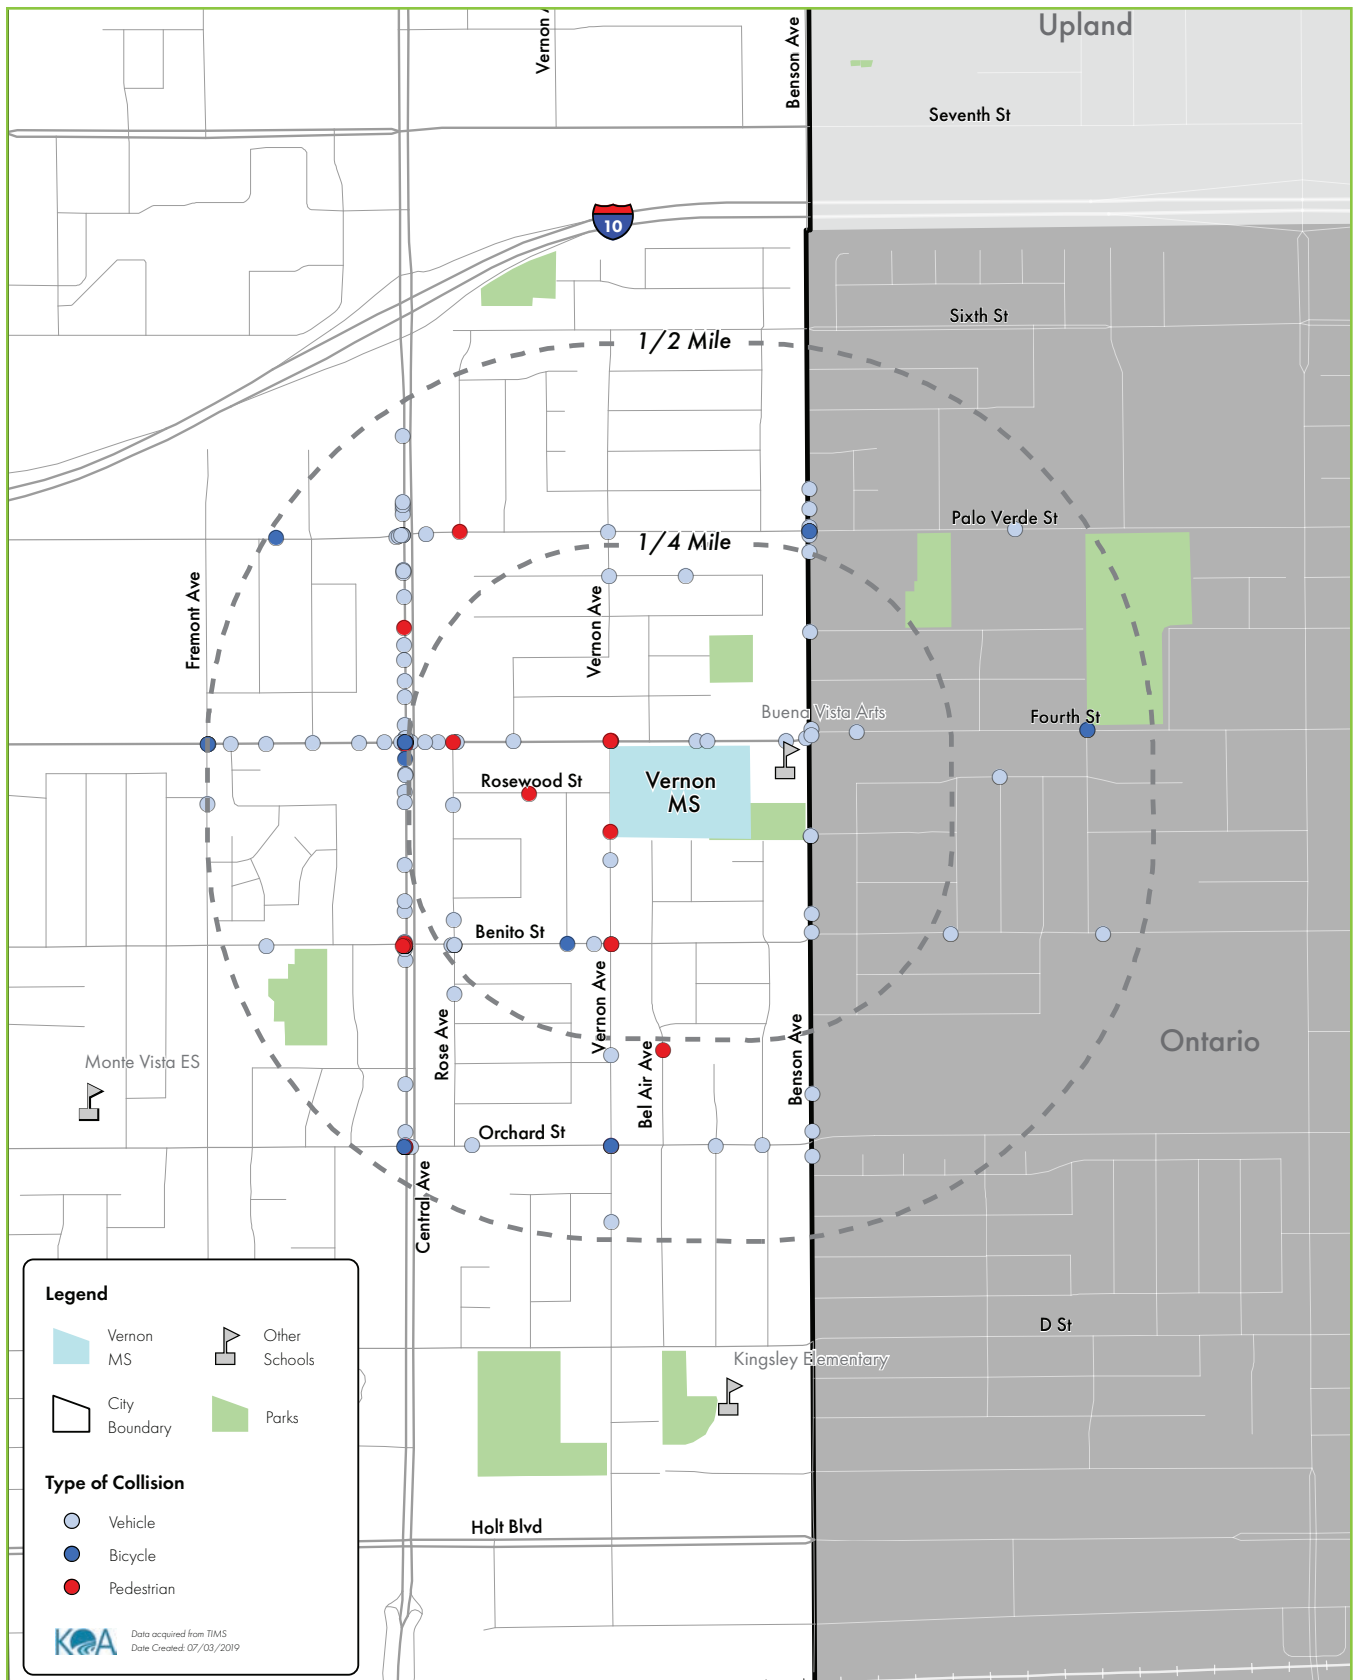 Upland
Vernon A
Benson Ave
Seventh St
10
Sixth St
1/2 Mile
Palo Verde St
1/4 Mile
Fremont Ave
Vernon Ave
Buena Vista Arts
Fourth St
Rosewood St
Vernon
MS
Benito St
Vernon Ave
Rose Ave
Bel Air Ave
Benson Ave
Ontario
Monte Vista ES
Orchard St
Central Ave
D St
Kingsley Elementary
Holt Blvd
Legend
Vernon
MS
Other
Schools
City
Boundary
Parks
Type of Collision
Vehicle
Bicycle
Pedestrian
KOA
Data acquired from TIMS
Date Created: 07/03/2019